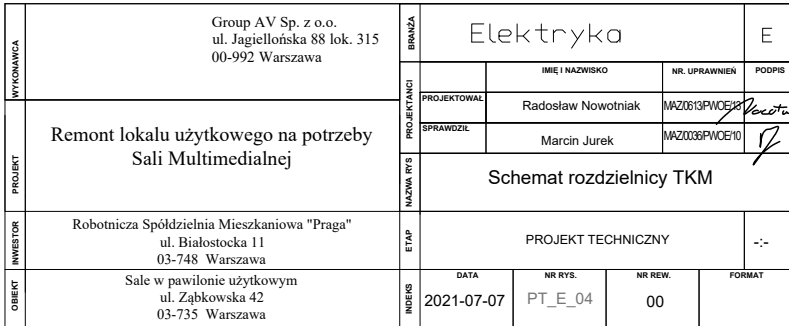 WYKONAWCA
Group AV Sp. z o.o.
ul. Jagiellońska 88 lok. 315
00-992 Warszawa
PROJEKT
Remont lokalu użytkowego na potrzeby
Sali Multimedialnej
INWESTOR
Robotnicza Spółdzielnia Mieszkaniowa "Praga"
ul. Białostocka 11
03-748 Warszawa
OBIEKT
Sale w pawilonie użytkowym
ul. Ząbkowska 42
03-735 Warszawa
BRANŻA
Elektryka
E
PROJEKTANCI
IMIĘ I NAZWISKO
NR. UPRAWNIEŃ
PODPIS
PROJEKTOWAŁ
Radosław Nowotniak
MAZ/0613/PWOE/13
SPRAWDZIŁ
Marcin Jurek
MAZ/0036/PWOE/10
NAZWA RYS
Schemat rozdzielnicy TKM
ETAP
PROJEKT TECHNICZNY
-:-
INDEKS
DATA
NR RYS.
NR REW.
FORMAT
2021-07-07
PT_E_04
00